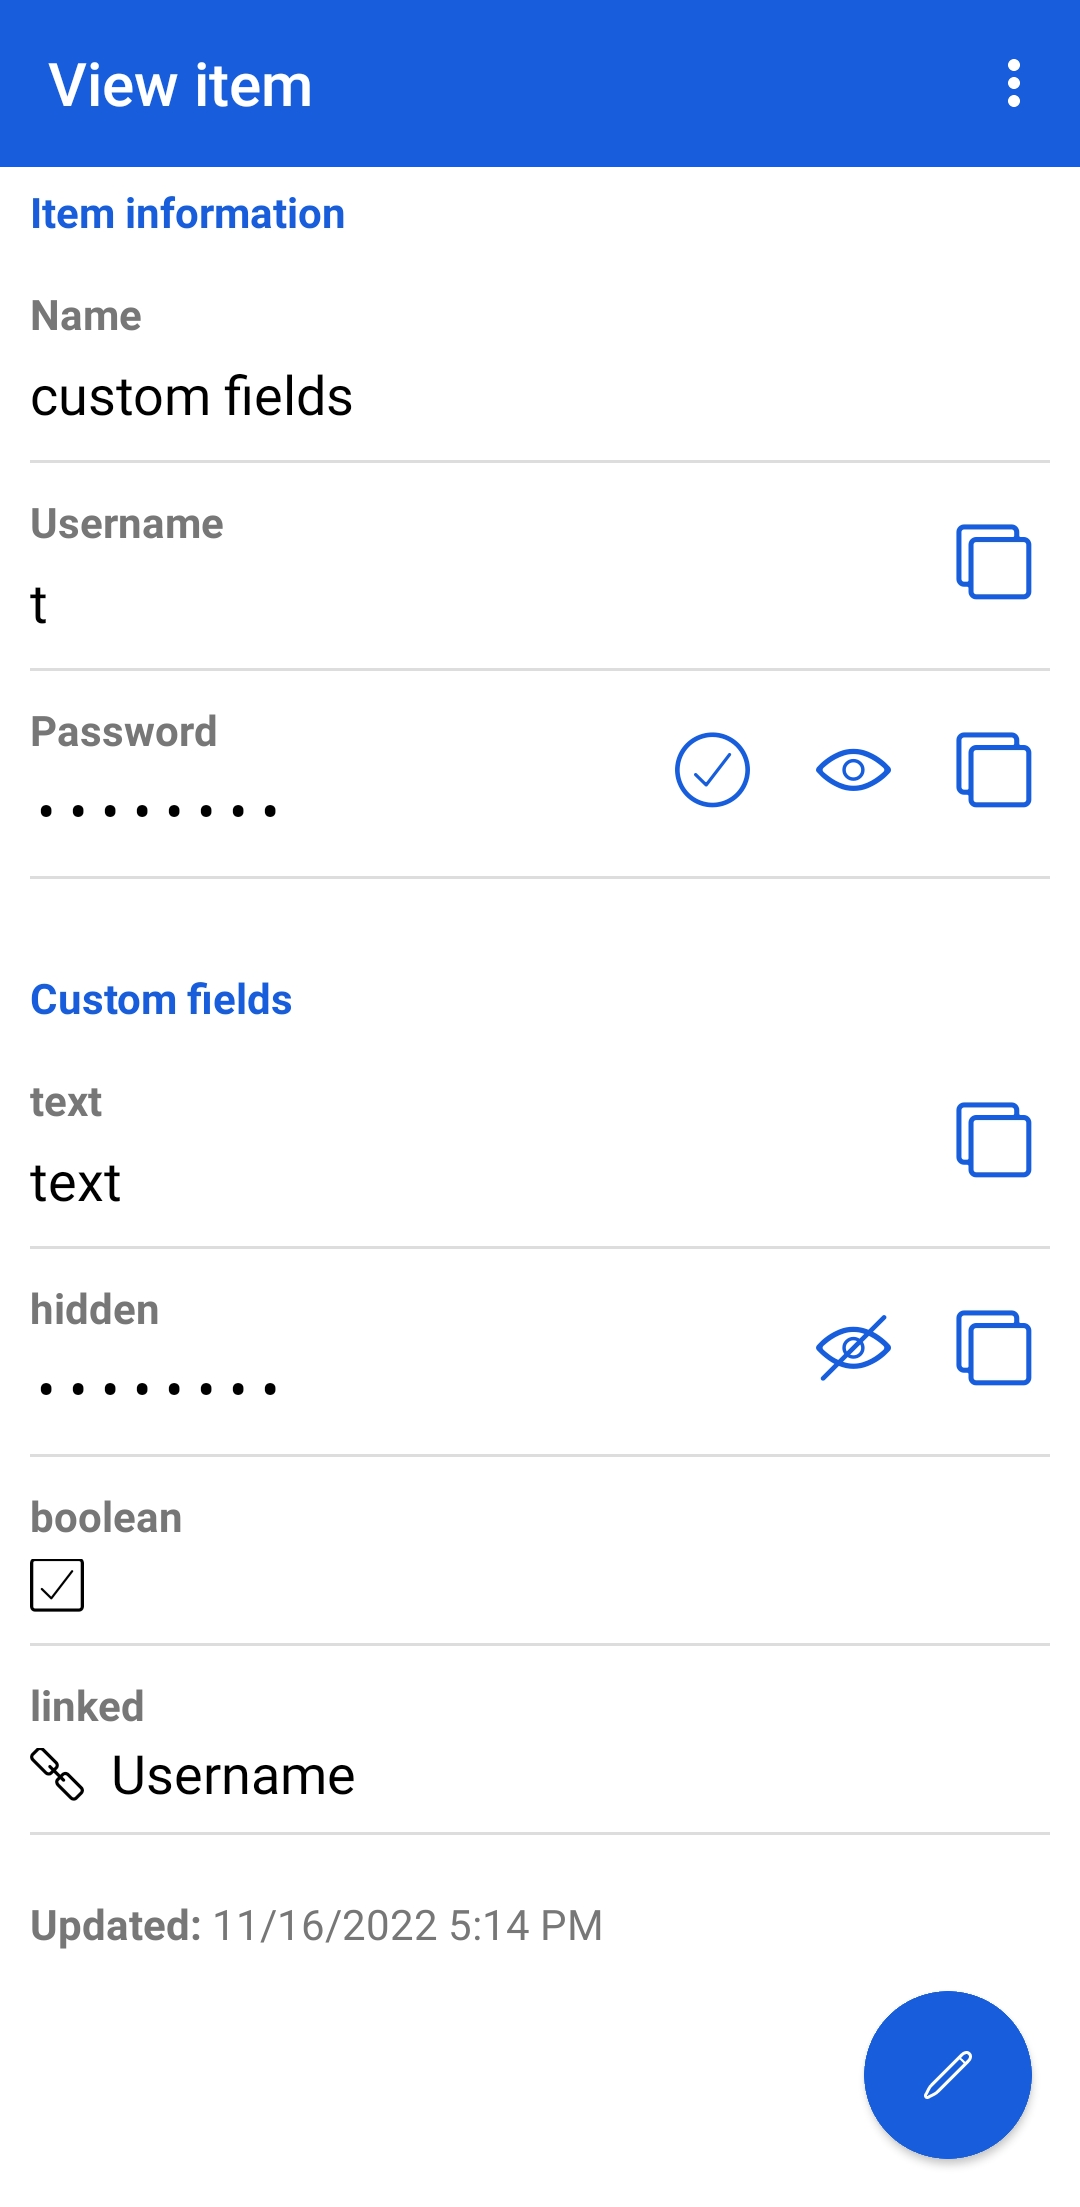 View item
Item information
Name
custom fields
Username
t
Password
••••••••
Custom fields
text
text
hidden
••••••••
boolean
linked
Username
Updated: 11/16/2022 5:14 PM